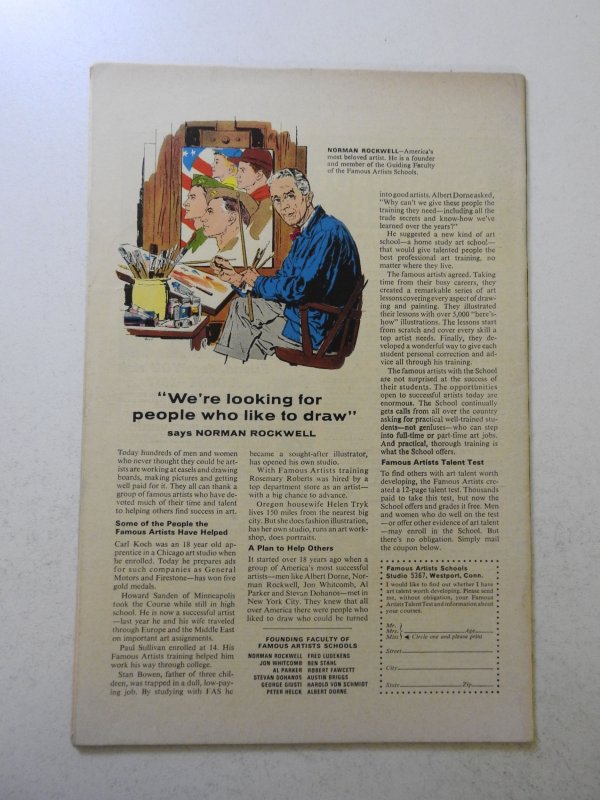 NORMAN ROCKWELL—America's
most beloved artist. He is a founder
and member of the Guiding Faculty
of the Famous Artists Schools.
"We're looking for
people who like to draw"
says NORMAN ROCKWELL
Today hundreds of men and women
who never thought they could be art-
ists are working at easels and drawing
boards, making pictures and getting
well paid for it. They all can thank a
group of famous artists who have de-
voted much of their time and talent
to helping others find success in art.
Some of the People the
Famous Artists Have Helped
Carl Koch was an 18 year old ap-
prentice in a Chicago art studio when
he enrolled. Today he prepares ads
for such companies as General
Motors and Firestone—has won five
gold medals.
Howard Sanden of Minneapolis
took the Course while still in high
school. He is now a successful artist
—last year he and his wife traveled
through Europe and the Middle East
on important art assignments.
Paul Sullivan enrolled at 14. His
Famous Artists training helped him
work his way through college.
Stan Bowen, father of three chil-
dren, was trapped in a dull, low-pay-
ing job. By studying with FAS he
became a sought-after illustrator,
has opened his own studio.
With Famous Artists training
Rosemary Roberts was hired by a
top department store as an artist—
with a big chance to advance.
Oregon housewife Helen Tryk
lives 150 miles from the nearest big
city. But she does fashion illustration,
has her own studio, runs an art work-
shop, does portraits.
A Plan to Help Others
It started over 18 years ago when a
group of America's most successful
artists—men like Albert Dorne, Nor-
man Rockwell, Jon Whitcomb, Al
Parker and Stevan Dohanos—met in
New York City. They knew that all
over America there were people who
liked to draw who could be turned
FOUNDING FACULTY OF
FAMOUS ARTISTS SCHOOLS
NORMAN ROCKWELL FRED LUDEKENS
JON WHITCOMB BEN STAHL
AL PARKER ROBERT FAWCETT
STEVAN DOHANOS AUSTIN BRIGGS
GEORGE GIUSTI HAROLD VON SCHMIDT
PETER HELCK ALBERT DORNE
into good artists. Albert Dorne asked,
"Why can't we give these people the
training they need—including all the
trade secrets and know-how we've
learned over the years?"
He suggested a new kind of art
school—a home study art school—
that would give talented people the
best professional art training, no
matter where they live.
The famous artists agreed. Taking
time from their busy careers, they
created a remarkable series of art
lessons covering every aspect of draw-
ing and painting. They illustrated
their lessons with over 5,000 "here's-
how" illustrations. The lessons start
from scratch and cover every skill a
top artist needs. Finally, they de-
veloped a wonderful way to give each
student personal correction and ad-
vice all through his training.
The famous artists with the School
are not surprised at the success of
their students. The opportunities
open to successful artists today are
enormous. The School continually
gets calls from all over the country
asking for practical well-trained stu-
dents—not geniuses—who can step
into full-time or part-time art jobs.
And practical, thorough training is
what the School offers.
Famous Artists Talent Test
To find others with art talent worth
developing, the Famous Artists cre-
ated a 12-page talent test. Thousands
paid to take this test, but now the
School offers and grades it free. Men
and women who do well on the test
—or offer other evidence of art talent
—may enroll in the School. But
there's no obligation. Simply mail
the coupon below.
Famous Artists Schools
Studio 5367, Westport, Conn.
I would like to find out whether I have
art talent worth developing. Please send
me, without obligation, your Famous
Artists Talent Test and information about
your courses.
Mr.
Mrs. Age
Miss ◀ Circle one and please print
Street
City
State Zip